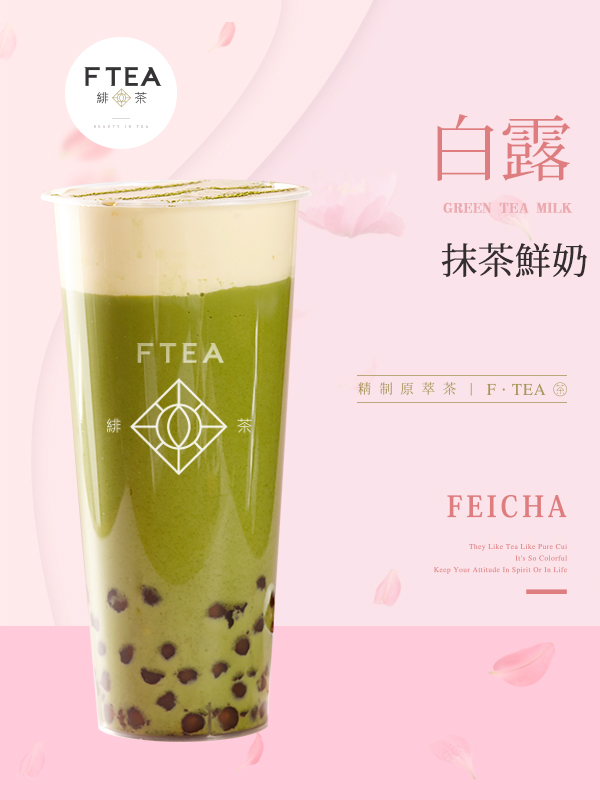 FTEA
緋 茶
BEAUTY IN TEA
白露
GREEN TEA MILK
抹茶鮮奶
FTEA
緋 茶
精制原萃茶 | F·TEA 茶
FEICHA
They Like Tea Like Pure Cui
It's So Colorful
Keep Your Attitude In Spirit Or In Life